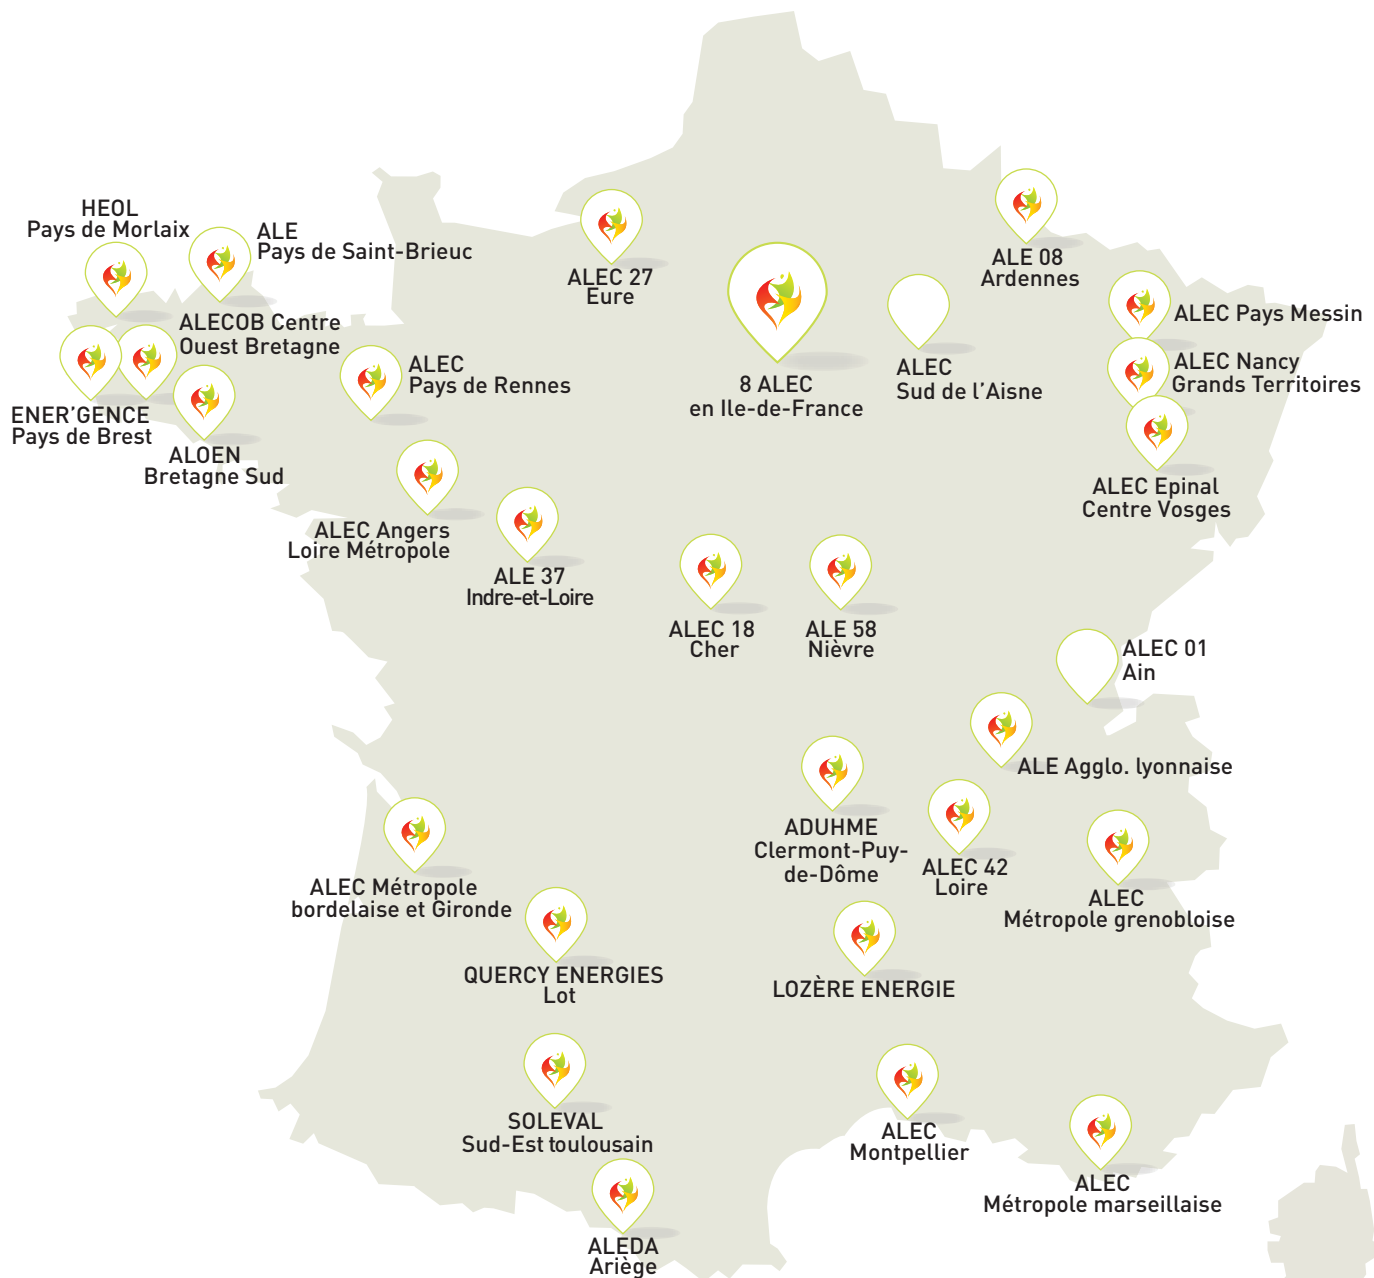 HEOL
Pays de Morlaix
ALE
Pays de Saint-Brieuc
ALEC 27
Eure
ALE 08
Ardennes
ALEC Pays Messin
ALECOB Centre
Ouest Bretagne
ALEC
Pays de Rennes
8 ALEC
en Ile-de-France
ALEC
Sud de l'Aisne
ALEC Nancy
Grands Territoires
ENER'GENCE
Pays de Brest
ALOEN
Bretagne Sud
ALEC Epinal
Centre Vosges
ALEC Angers
Loire Métropole
ALE 37
Indre-et-Loire
ALEC 18
Cher
ALE 58
Nièvre
ALEC 01
Ain
ALE Agglo. lyonnaise
ADUHME
Clermont-Puy-
de-Dôme
ALEC 42
Loire
ALEC
Métropole grenobloise
ALEC Métropole
bordelaise et Gironde
QUERCY ENERGIES
Lot
LOZÈRE ENERGIE
SOLEVAL
Sud-Est toulousain
ALEC
Montpellier
ALEC
Métropole marseillaise
ALEDA
Ariège